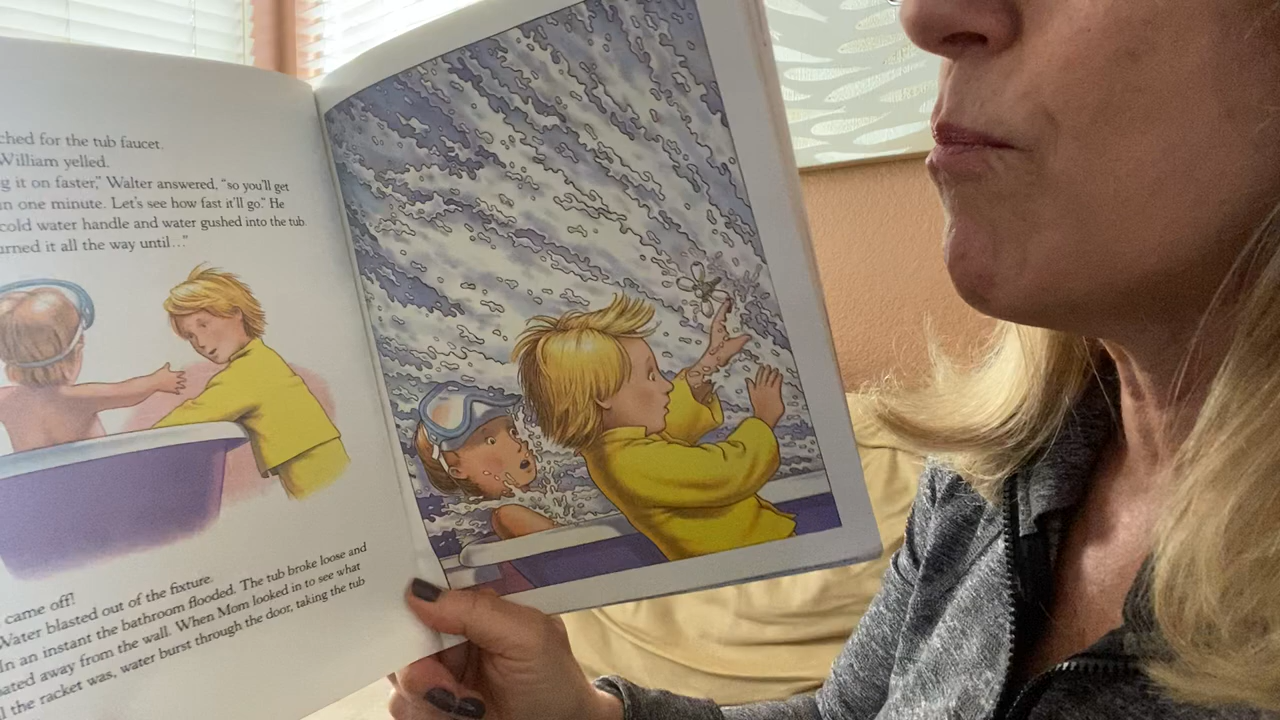 ched for the tub faucet.
William yelled.
g it on faster," Walter answered, "so you'll get
in one minute. Let's see how fast it'll go." He
cold water handle and water gushed into the tub.
urned it all the way until..."
came off!
Water blasted out of the fixture.
In an instant the bathroom flooded. The tub broke loose and
ated away from the wall. When Mom looked in to see what
l the racket was, water burst through the door, taking the tub